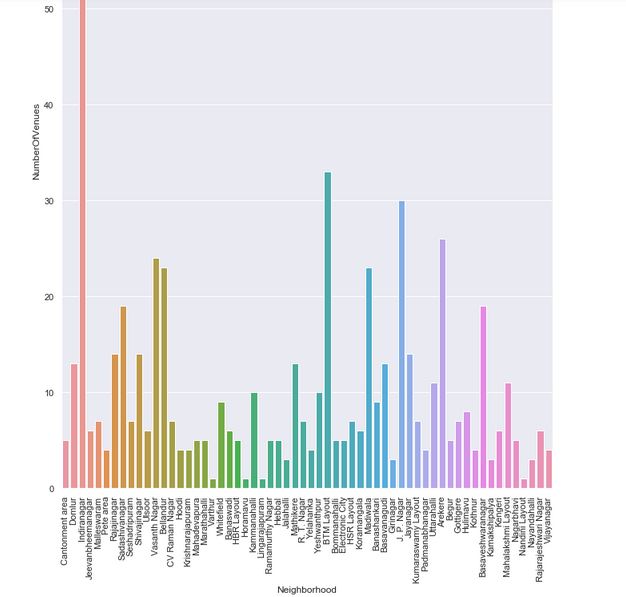 50
40
30
20
10
0
NumberOfVenues
Cantonment area
Domlur
Indiranagar
Jeevanbheemanagar
Malleswaram
Pete area
Rajajinagar
Sadashivanagar
Seshadripuram
Shivajinagar
Ulsoor
Vasanth Nagar
Bellandur
CV Raman Nagar
Hoodi
Krishnarajapuram
Mahadevapura
Marathahalli
Varthur
Whitefield
Banaswadi
HBR Layout
Horamavu
Kammanahalli
Lingarajapuram
Ramamurthy Nagar
Hebbal
Jalahalli
Mathikere
R. T. Nagar
Yelahanka
Yeshwanthpur
BTM Layout
Bommanahalli
Electronic City
HSR Layout
Koramangala
Madiwala
Banashankari
Basavanagudi
Girinagar
J. P. Nagar
Jayanagar
Kumaraswamy Layout
Padmanabhanagar
Uttarahalli
Arekere
Begur
Gottigere
Hulimavu
Kothnur
Basaveshwaranagar
Kamakshipalya
Kengeri
Mahalakshmi Layout
Nagarbhavi
Nandini Layout
Nayandahalli
Rajarajeshwari Nagar
Vijayanagar
Neighborhood